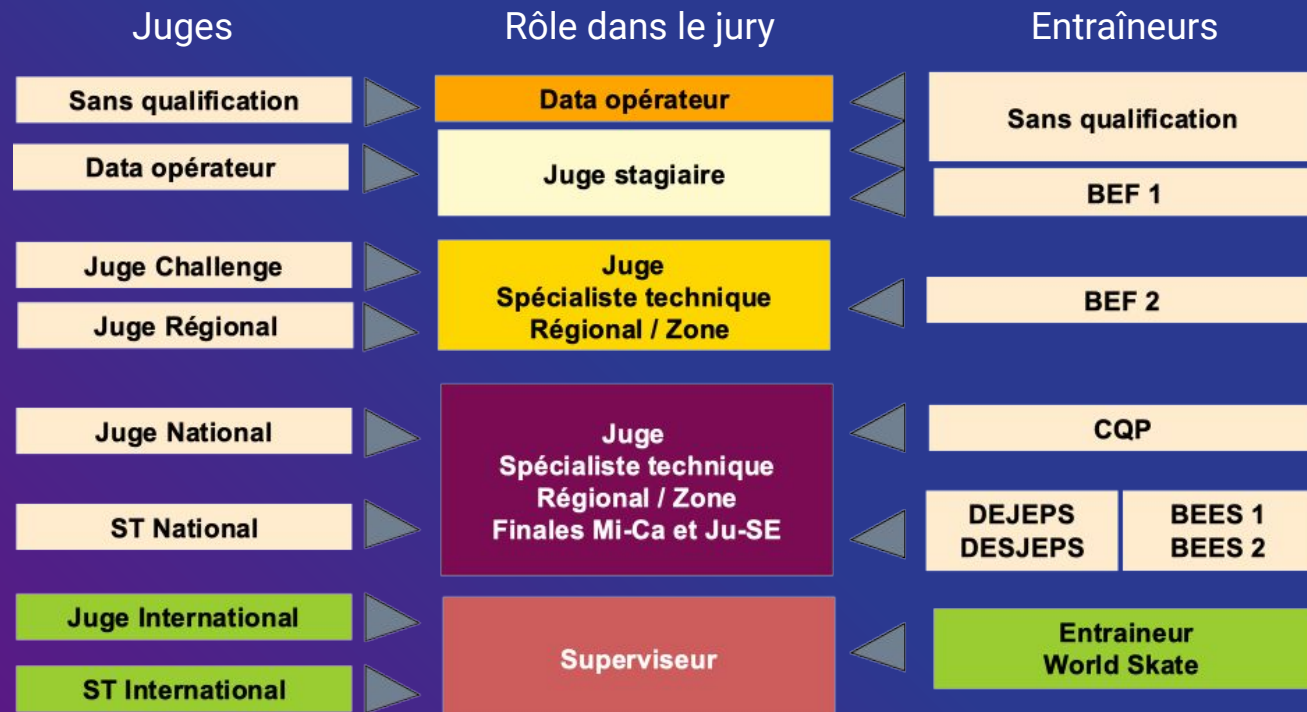 Juges
Rôle dans le jury
Entraîneurs
Sans qualification
Data opérateur
Sans qualification
Data opérateur
Juge stagiaire
BEF 1
Juge Challenge
Juge Régional
Juge
Spécialiste technique
Régional / Zone
BEF 2
Juge National
ST National
Juge
Spécialiste technique
Régional / Zone
Finales Mi-Ca et Ju-SE
CQP
DEJEPS
DESJEPS
BEES 1
BEES 2
Juge International
ST International
Superviseur
Entraineur
World Skate